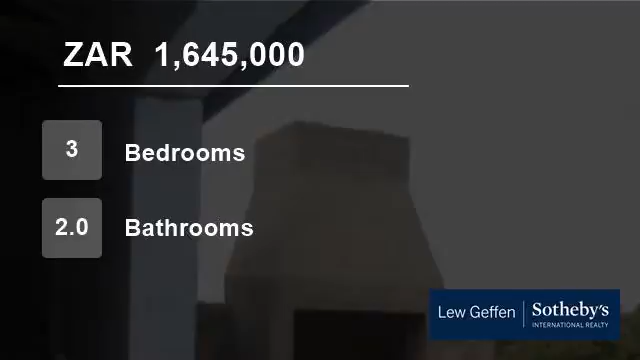 ZAR 1,645,000
3
Bedrooms
2.0
Bathrooms
Lew Geffen
Sotheby's
INTERNATIONAL REALTY